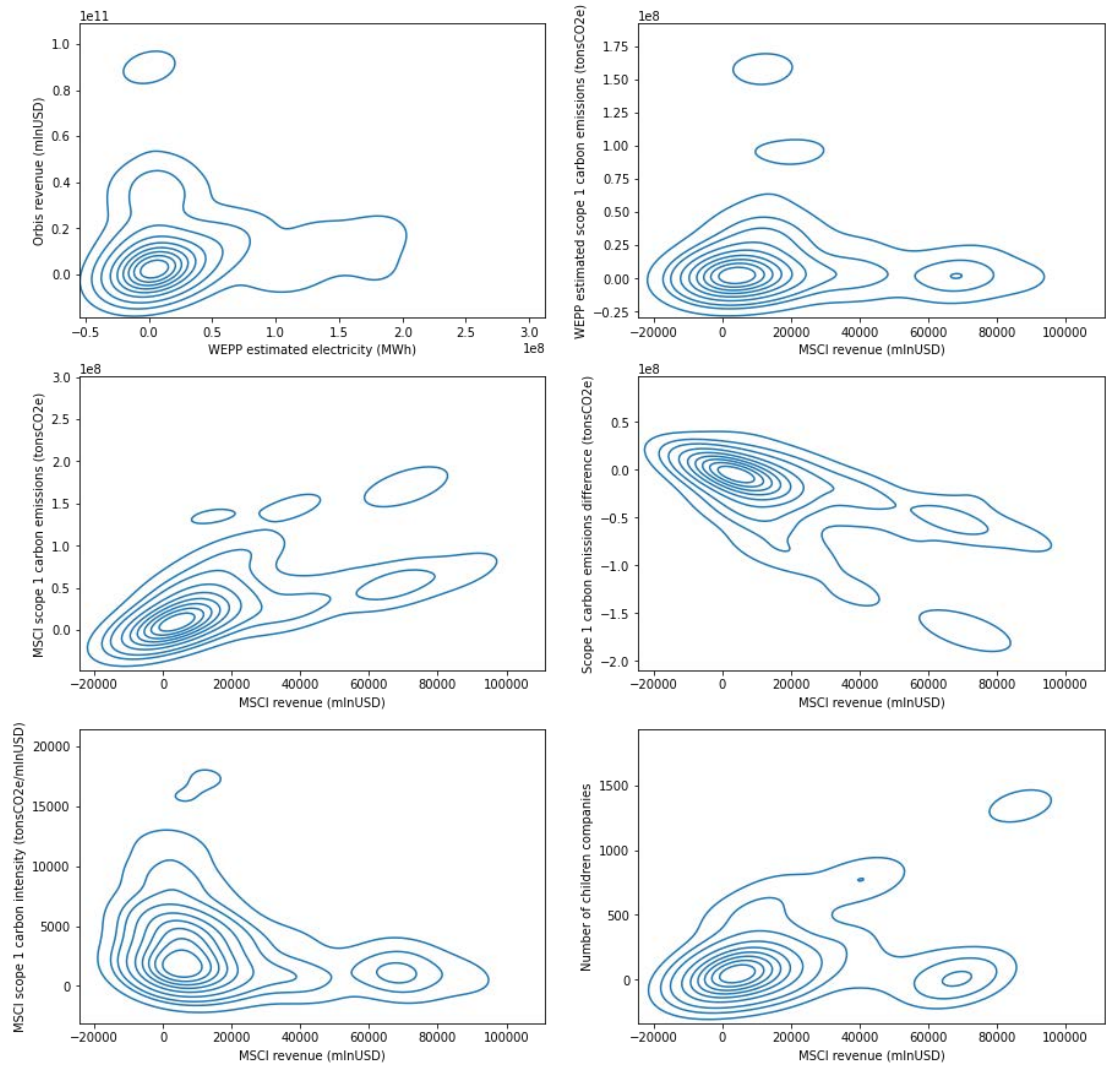 1e11
Orbis revenue (mlnUSD)
1.0
0.8
0.6
0.4
0.2
0.0
−0.5 0.0 0.5 1.0 1.5 2.0 2.5 3.0
WEPP estimated electricity (MWh)
1e8
1e8
WEPP estimated scope 1 carbon emissions (tonsCO2e)
1.75
1.50
1.25
1.00
0.75
0.50
0.25
0.00
−0.25
−20000 0 20000 40000 60000 80000 100000
MSCI revenue (mlnUSD)
1e8
MSCI scope 1 carbon emissions (tonsCO2e)
3.0
2.5
2.0
1.5
1.0
0.5
0.0
−20000 0 20000 40000 60000 80000 100000
MSCI revenue (mlnUSD)
1e8
Scope 1 carbon emissions difference (tonsCO2e)
0.5
0.0
−0.5
−1.0
−1.5
−2.0
−20000 0 20000 40000 60000 80000 100000
MSCI revenue (mlnUSD)
MSCI scope 1 carbon intensity (tonsCO2e/mlnUSD)
20000
15000
10000
5000
0
−20000 0 20000 40000 60000 80000 100000
MSCI revenue (mlnUSD)
Number of children companies
1500
1000
500
0
−20000 0 20000 40000 60000 80000 100000
MSCI revenue (mlnUSD)